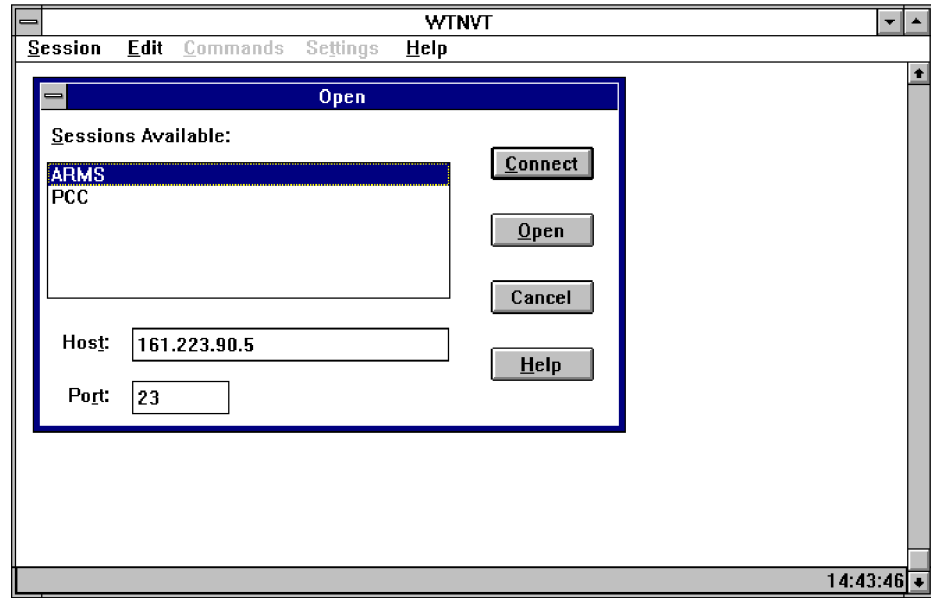 WTNVT
Session Edit Commands Settings Help
Open
Sessions Available:
ARMS
PCC
Connect
Open
Cancel
Help
Host: 161.223.90.5
Port: 23
14:43:46